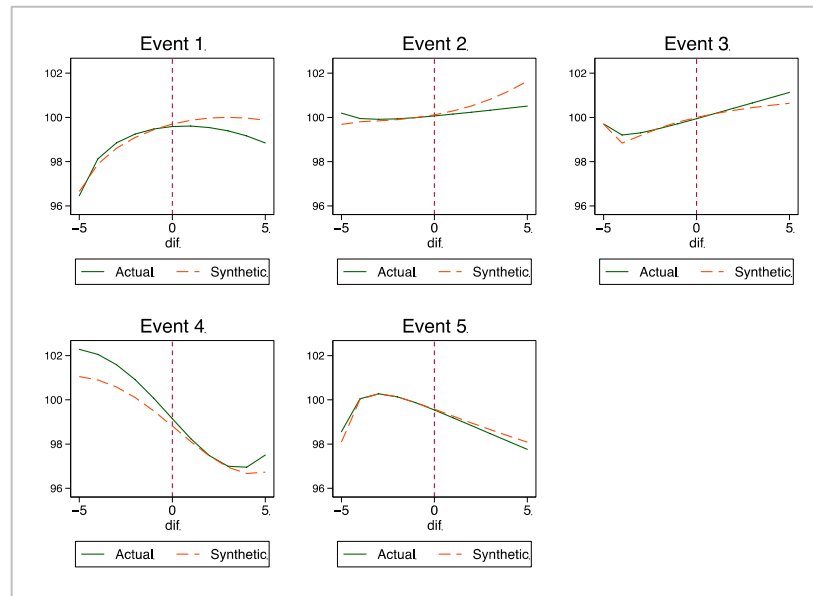 Event 1.
102
100
98
96
−5 0 5.
dif.
Actual. Synthetic.
Event 2.
102
100
98
96
−5 0 5.
dif.
Actual. Synthetic.
Event 3.
102
100
98
96
−5 0 5.
dif.
Actual. Synthetic.
Event 4.
102
100
98
96
−5 0 5.
dif.
Actual. Synthetic.
Event 5.
102
100
98
96
−5 0 5.
dif.
Actual. Synthetic.